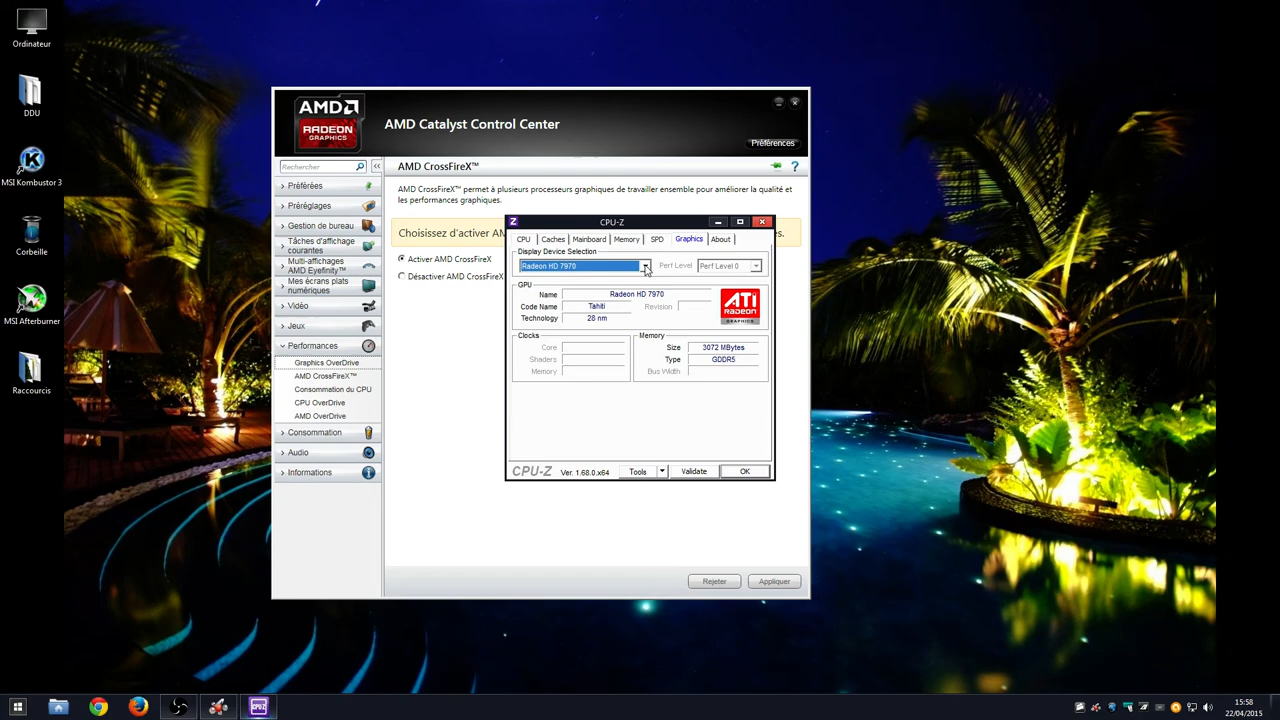 Ordinateur
DDU
MSI Kombustor 3
Corbeille
MSI Afterburner
Raccourcis
AMD
RADEON
GRAPHICS
AMD Catalyst Control Center
Préférences
Rechercher
<<
Préférées
Préréglages
Gestion de bureau
Tâches d'affichage
courantes
Multi-affichages
AMD Eyefinity™
Mes écrans plats
numériques
Vidéo
Jeux
Performances
Graphics OverDrive
AMD CrossFireX™
Consommation du CPU
CPU OverDrive
AMD OverDrive
Consommation
Audio
Informations
AMD CrossFireX™
?
AMD CrossFireX™ permet à plusieurs processeurs graphiques de travailler ensemble pour améliorer la qualité et
les performances graphiques.
Choisissez d'activer AM
s.
Activer AMD CrossFireX
Désactiver AMD CrossFireX
Rejeter
Appliquer
Z
CPU-Z
CPU
Caches
Mainboard
Memory
SPD
Graphics
About
Display Device Selection
Radeon HD 7970
Perf Level
Perf Level 0
GPU
Name
Radeon HD 7970
Code Name
Tahiti
Revision
Technology
28 nm
ATI
RADEON
GRAPHICS
Clocks
Core
Shaders
Memory
Memory
Size
3072 MBytes
Type
GDDR5
Bus Width
CPU-Z
Ver. 1.68.0.x64
Tools
Validate
OK
15:58
22/04/2015